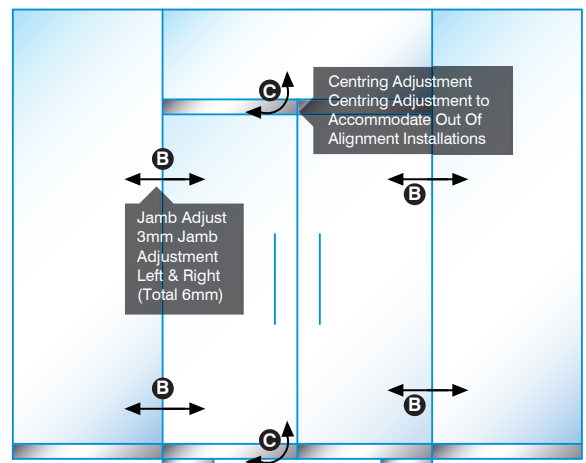 C
Centring Adjustment
Centring Adjustment to
Accommodate Out Of
Alignment Installations
B
B
Jamb Adjust
3mm Jamb
Adjustment
Left & Right
(Total 6mm)
B
B
C